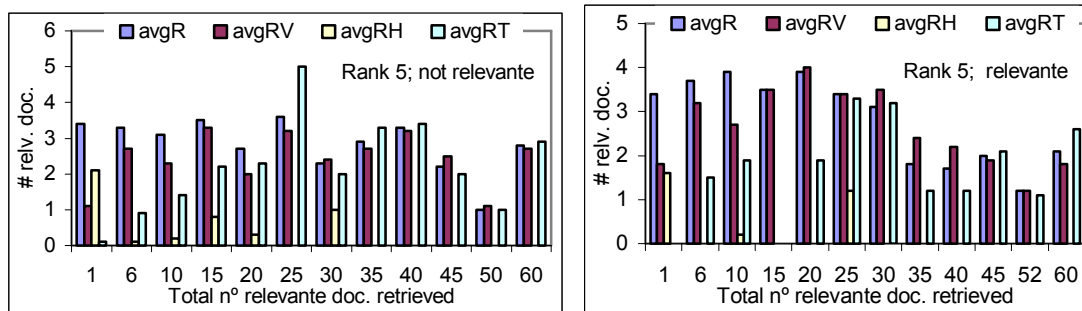 avgR avgRV avgRH avgRT
Rank 5; not relevante
# relv. doc.
6
5
4
3
2
1
0
1 6 10 15 20 25 30 35 40 45 50 60
Total nº relevante doc. retrieved
avgR avgRV avgRH avgRT
Rank 5; relevante
# relv. doc.
5
4
3
2
1
0
1 6 10 15 20 25 30 35 40 45 52 60
Total nº relevante doc. retrieved